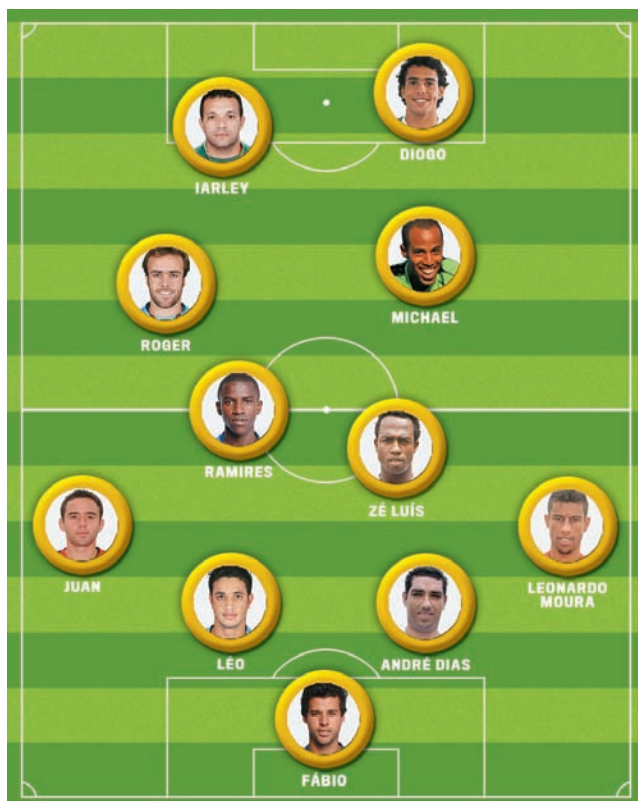 DIOGO
IARLEY
MICHAEL
ROGER
RAMIRES
ZÉ LUÍS
JUAN
LEONARDO
MOURA
LÉO
ANDRÉ DIAS
FÁBIO